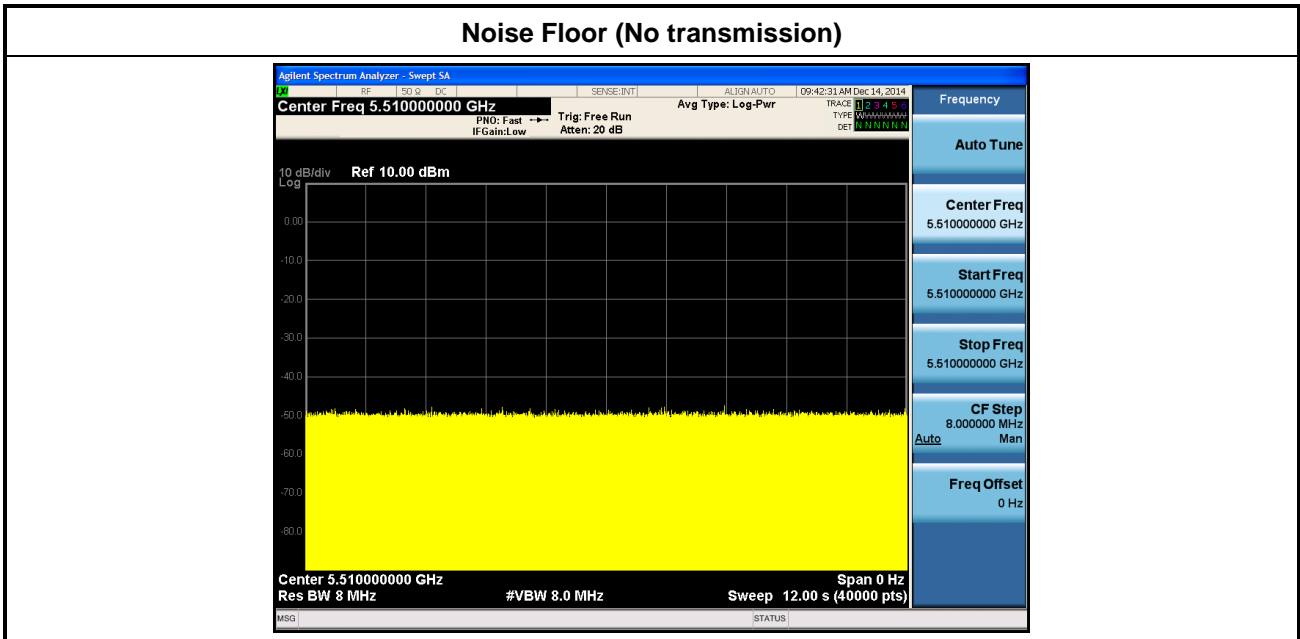 Noise Floor (No transmission)
Agilent Spectrum Analyzer - Swept SA
LXI RF 50 Ω DC SENSE:INT ALIGN AUTO 09:42:31 AM Dec 14, 2014
Center Freq 5.510000000 GHz Avg Type: Log-Pwr TRACE 1 2 3 4 5 6
PNO: Fast Trig: Free Run TYPE W
IFGain:Low Atten: 20 dB DET N N N N N N
Frequency
Auto Tune
Center Freq
5.510000000 GHz
Start Freq
5.510000000 GHz
Stop Freq
5.510000000 GHz
CF Step
8.000000 MHz
Auto Man
Freq Offset
0 Hz
10 dB/div Ref 10.00 dBm
Log
0.00
-10.0
-20.0
-30.0
-40.0
-50.0
-60.0
-70.0
-80.0
Center 5.510000000 GHz Span 0 Hz
Res BW 8 MHz #VBW 8.0 MHz Sweep 12.00 s (40000 pts)
MSG STATUS